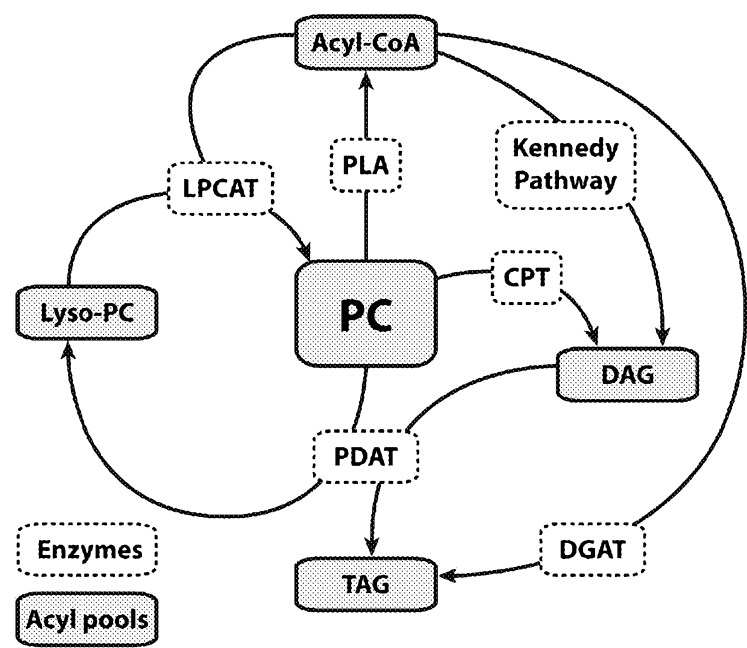 Acyl-CoA
Kennedy
Pathway
PLA
LPCAT
CPT
Lyso-PC
PC
DAG
PDAT
Enzymes
DGAT
TAG
Acyl pools